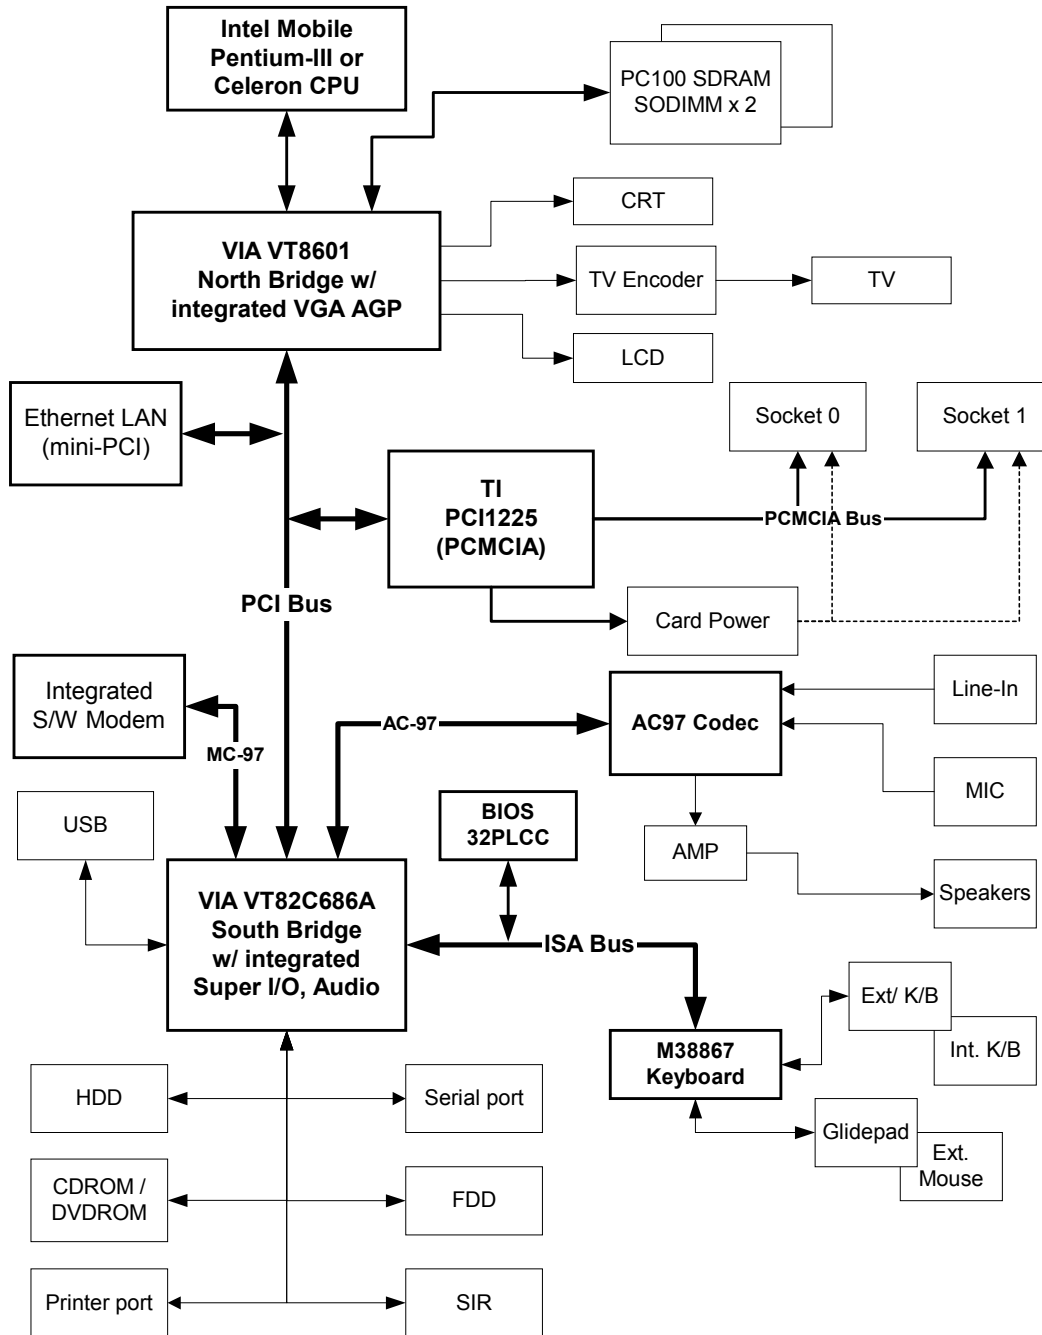 Intel Mobile
Pentium-III or
Celeron CPU
PC100 SDRAM
SODIMM x 2
CRT
VIA VT8601
North Bridge w/
integrated VGA AGP
TV Encoder
TV
LCD
Ethernet LAN
(mini-PCI)
Socket 0
Socket 1
TI
PCI1225
(PCMCIA)
PCMCIA Bus
PCI Bus
Card Power
Integrated
S/W Modem
MC-97
AC-97
AC97 Codec
Line-In
MIC
USB
BIOS
32PLCC
AMP
Speakers
VIA VT82C686A
South Bridge
w/ integrated
Super I/O, Audio
ISA Bus
Ext/ K/B
Int. K/B
M38867
Keyboard
HDD
Serial port
Glidepad
Ext.
Mouse
CDROM /
DVDROM
FDD
Printer port
SIR